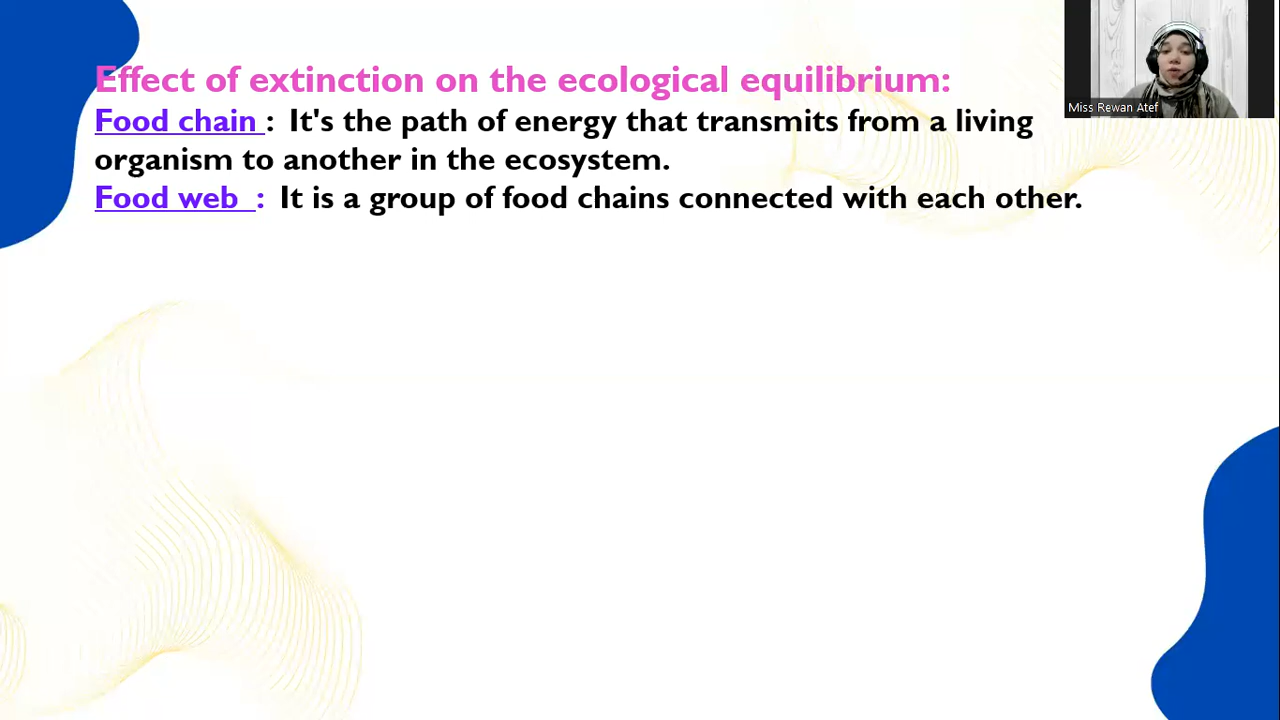 Effect of extinction on the ecological equilibrium:
Food chain : It's the path of energy that transmits from a living
organism to another in the ecosystem.
Food web : It is a group of food chains connected with each other.
Miss Rewan Atef